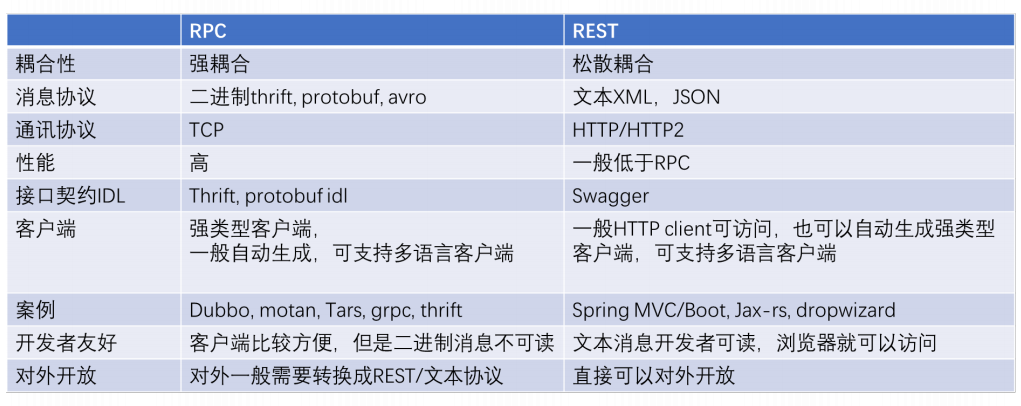 RPC REST
耦合性 强耦合 松散耦合
消息协议 二进制thrift, protobuf, avro 文本XML，JSON
通讯协议 TCP HTTP/HTTP2
性能 高 一般低于RPC
接口契约IDL Thrift, protobuf idl Swagger
客户端 强类型客户端， 一般HTTP client可访问，也可以自动生成强类型
一般自动生成，可支持多语言客户端 客户端，可支持多语言客户端
案例 Dubbo, motan, Tars, grpc, thrift Spring MVC/Boot, Jax-rs, dropwizard
开发者友好 客户端比较方便，但是二进制消息不可读 文本消息开发者可读，浏览器就可以访问
对外开放 对外一般需要转换成REST/文本协议 直接可以对外开放